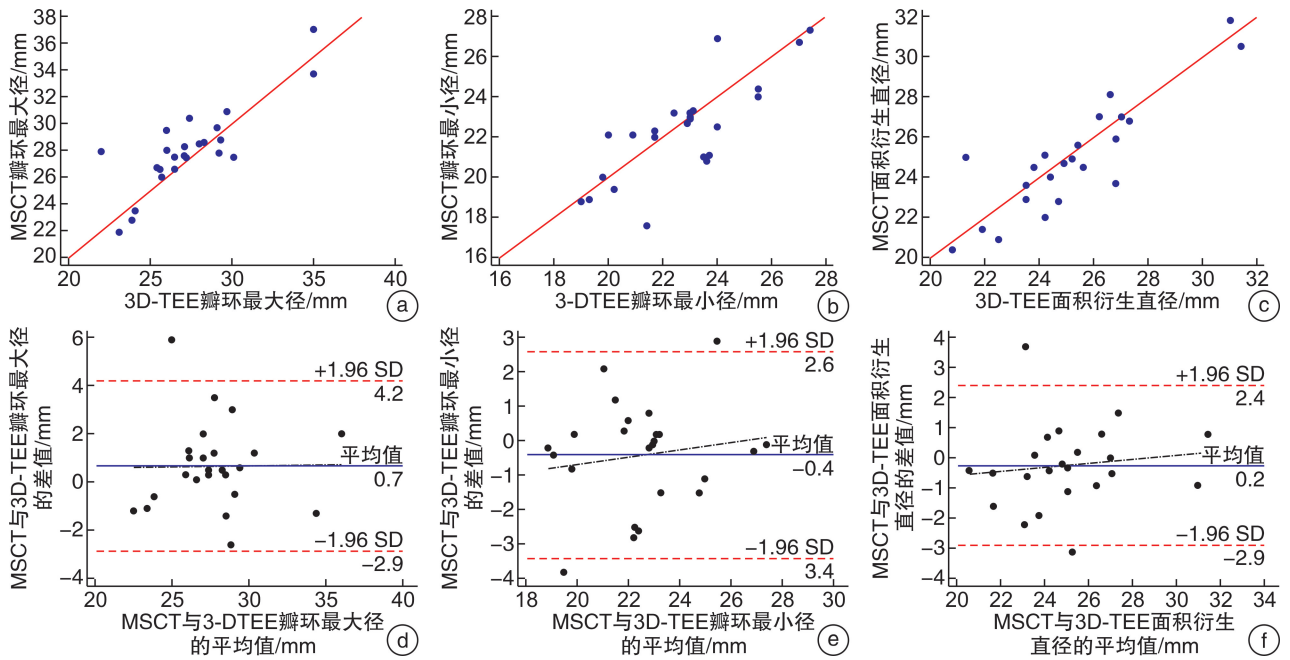 MSCT瓣环最大径/mm
38
36
34
32
30
28
26
24
22
20
20 25 30 35 40
3D-TEE瓣环最大径/mm
a
MSCT瓣环最小径/mm
28
26
24
22
20
18
16
16 18 20 22 24 26 28
3-DTEE瓣环最小径/mm
b
MSCT面积衍生直径/mm
32
30
28
26
24
22
20
20 22 24 26 28 30 32
3D-TEE面积衍生直径/mm
c
MSCT与3D-TEE瓣环最大径
的差值/mm
6
4
2
0
−2
−4
+1.96 SD
4.2
平均值
0.7
−1.96 SD
−2.9
20 25 30 35 40
MSCT与3-DTEE瓣环最大径
的平均值/mm
d
MSCT与3D-TEE瓣环最小径
的差值/mm
3
2
1
0
−1
−2
−3
−4
+1.96 SD
2.6
平均值
−0.4
−1.96 SD
3.4
18 20 22 24 26 28 30
MSCT与3D-TEE瓣环最小径
的平均值/mm
e
MSCT与3D-TEE面积衍生
直径的差值/mm
4
3
2
1
0
−1
−2
−3
−4
+1.96 SD
2.4
平均值
0.2
−1.96 SD
−2.9
20 22 24 26 28 30 32 34
MSCT与3D-TEE面积衍生
直径的平均值/mm
f